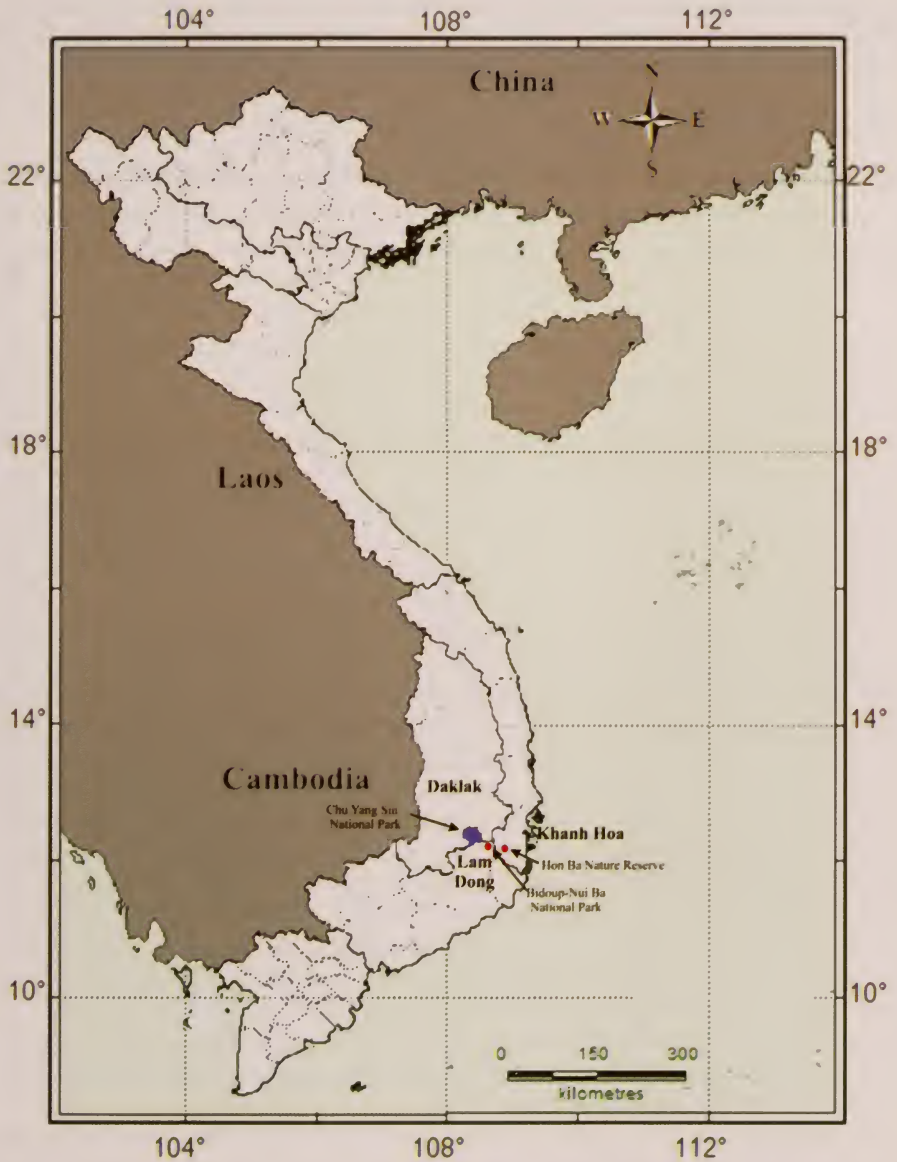 104° 108° 112°
China
N
W E
S
22° 22°
18° 18°
Laos
14° 14°
Cambodia
Daklak
Chu Yang Sin
National Park
Khanh Hoa
Lam
Dong
Hon Ba Nature Reserve
Bidoup-Nui Ba
National Park
10° 10°
0 150 300
kilometres
104° 108° 112°